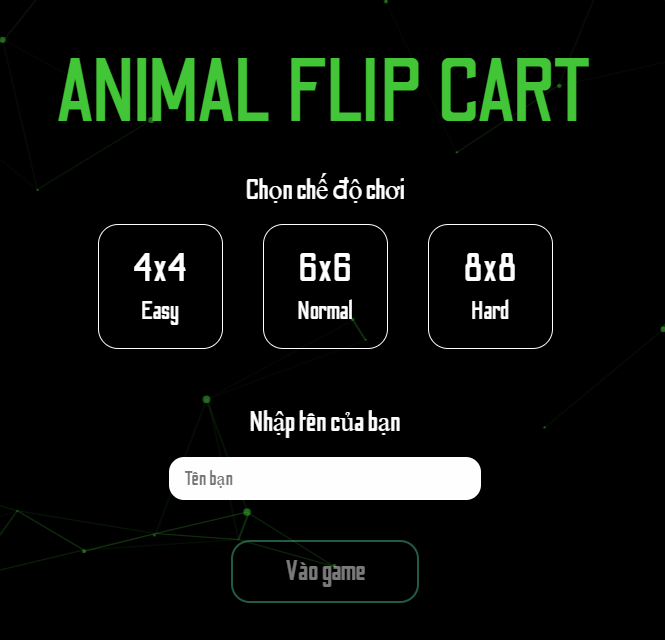 ANIMAL FLIP CART
Chọn chế độ chơi
4x4 6x6 8x8
Easy Normal Hard
Nhập tên của bạn
Tên bạn
Vào game